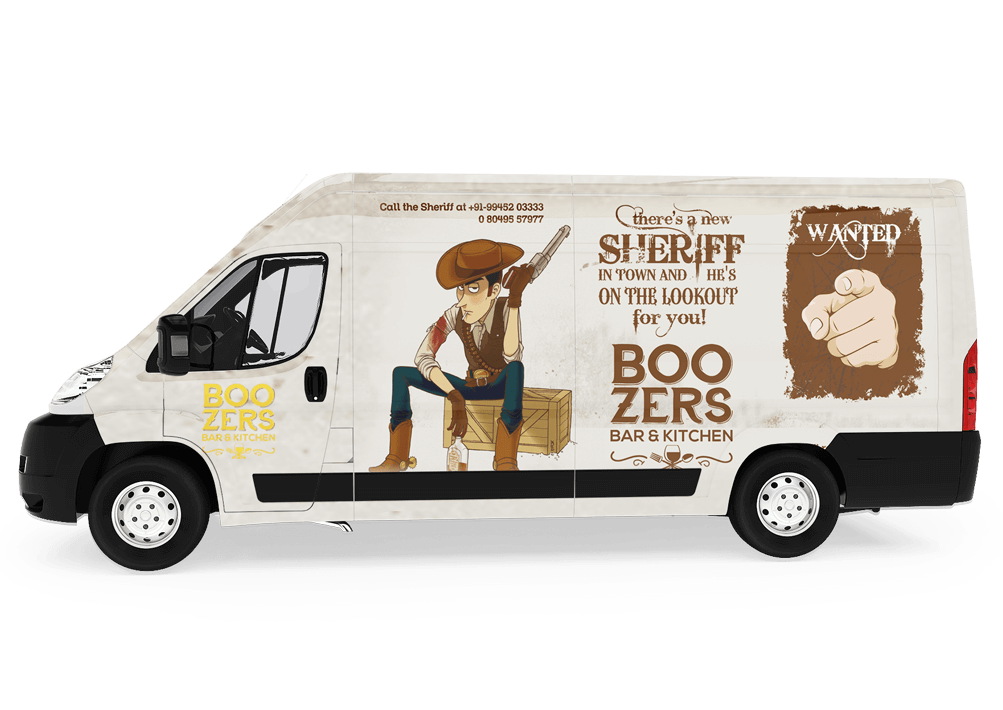 Call the Sheriff at +91-99452 03333
0 80495 57977
there's a new
SHERIFF
IN TOWN AND HE'S
ON THE LOOKOUT
for you!
BOO
ZERS
BAR & KITCHEN
WANTED
BOO
ZERS
BAR & KITCHEN